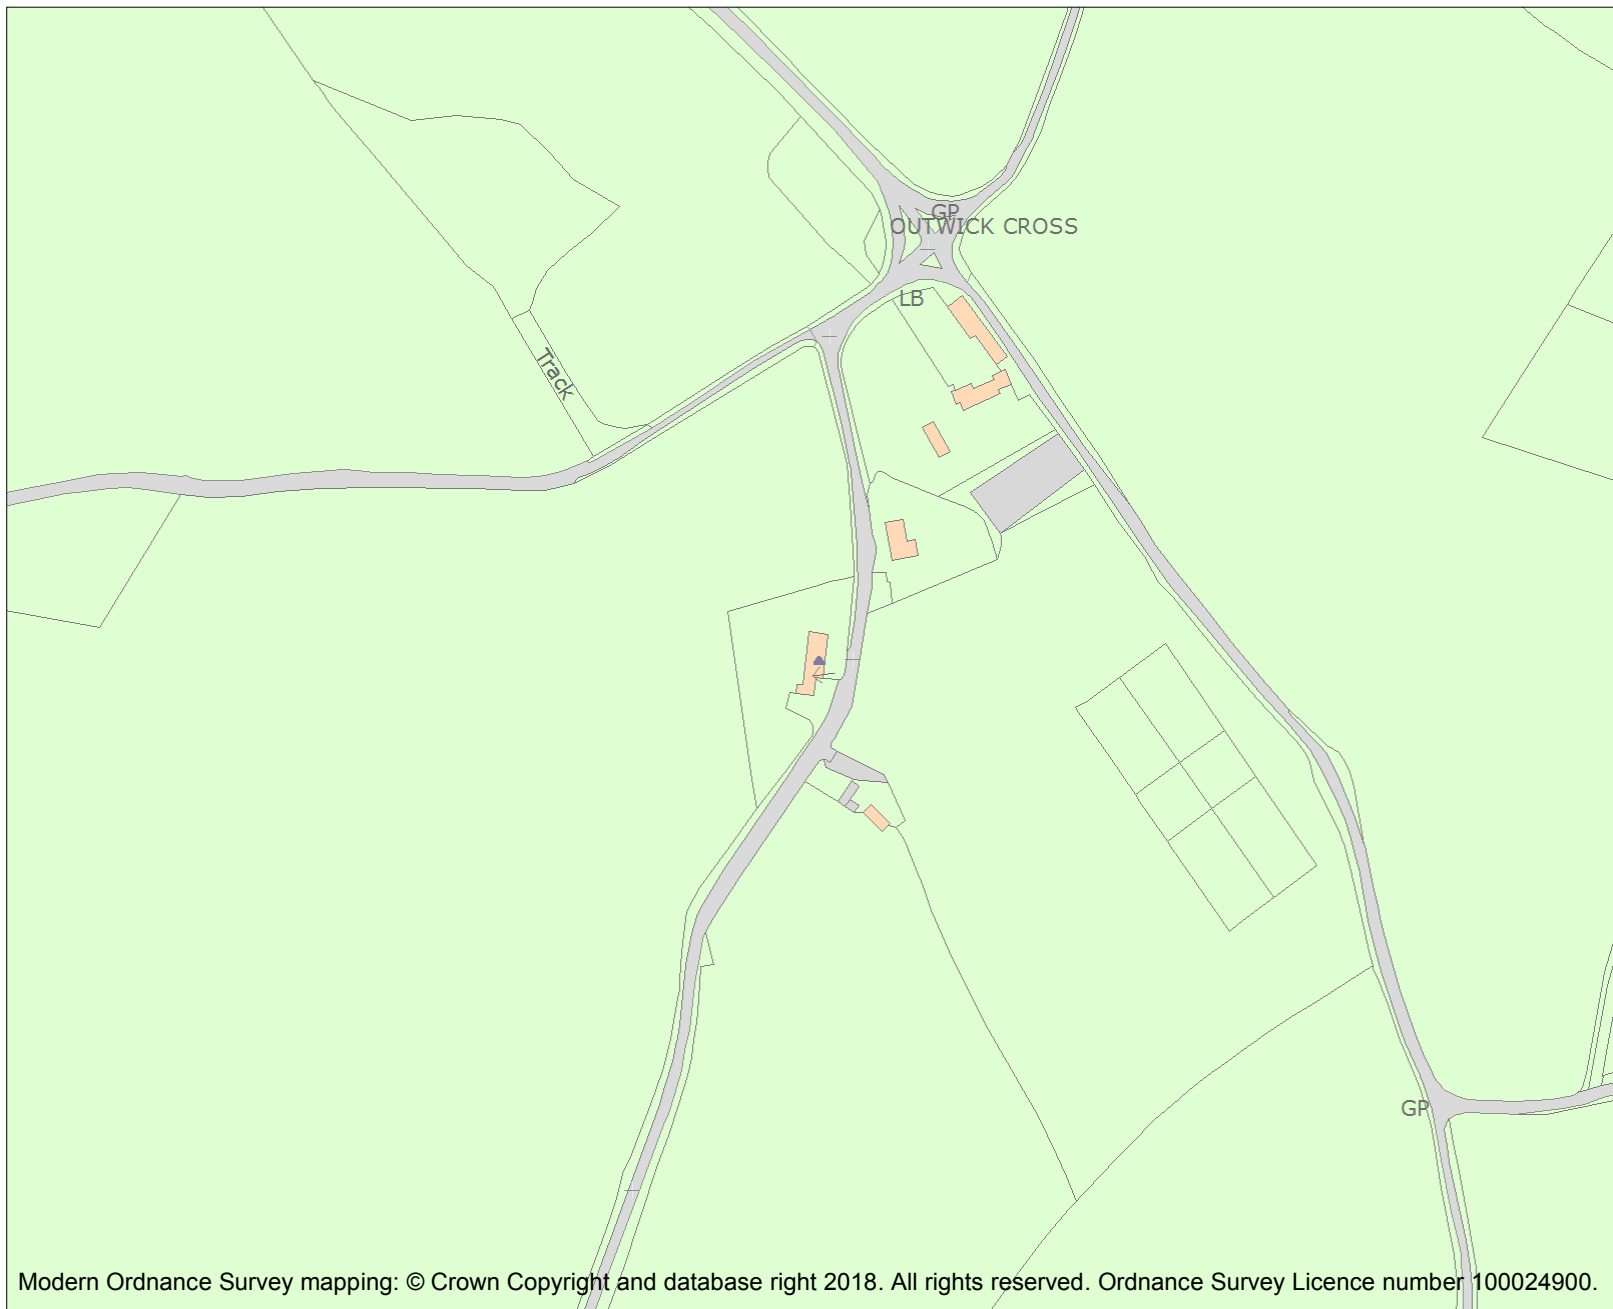 GP
OUTWICK CROSS
LB
Track
GP
Modern Ordnance Survey mapping: © Crown Copyright and database right 2018. All rights reserved. Ordnance Survey Licence number 100024900.